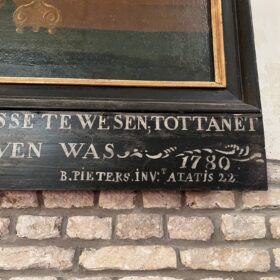 SSE TE WESEN, TOTTANET
VEN WAS 1780
B. PIETERS. INV:T ATATIS 22